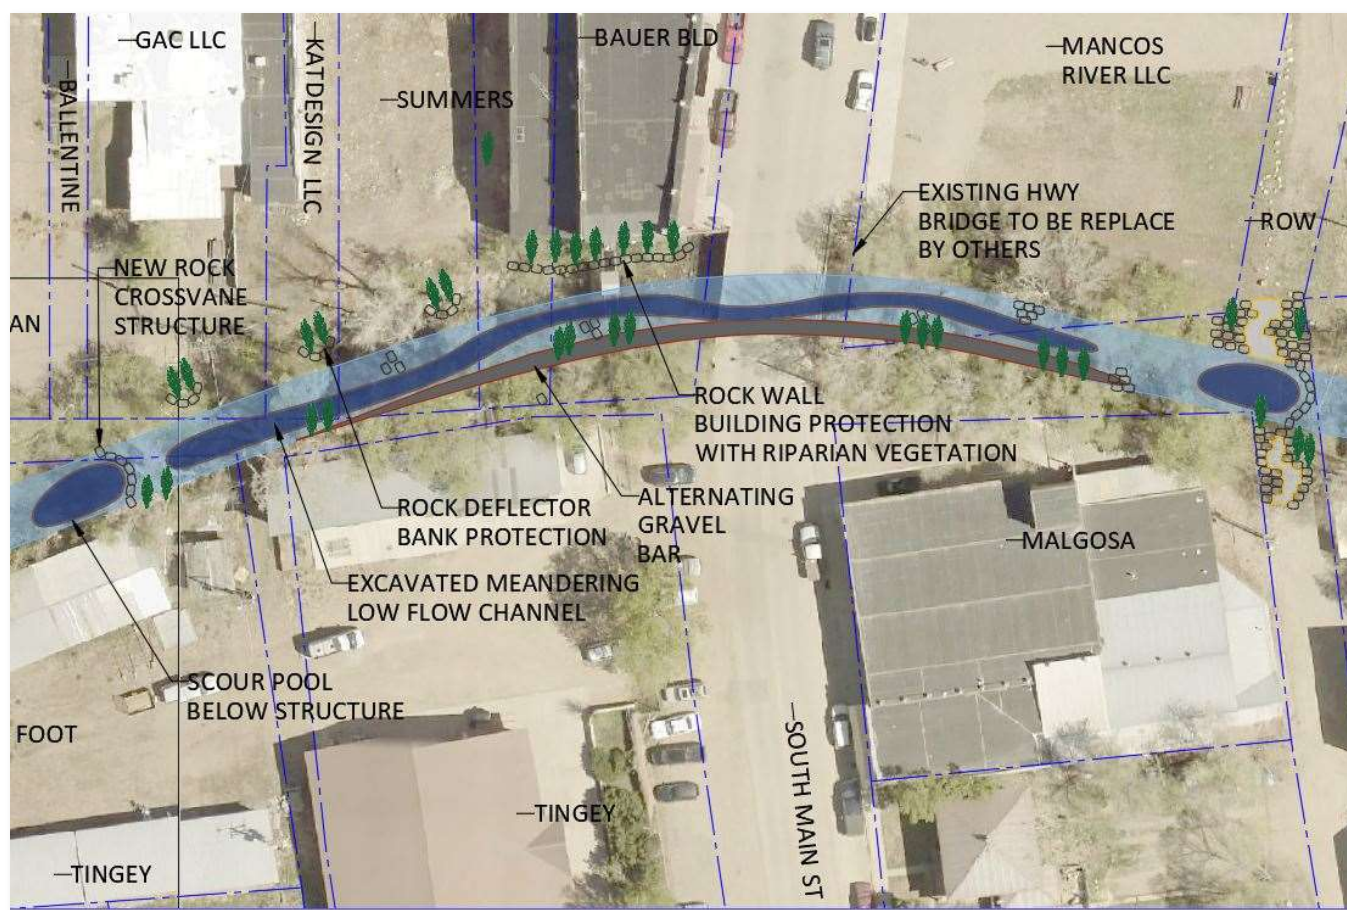 GAC LLC
BALLENTINE
KATDESIGN LLC
SUMMERS
BAUER BLD
MANCOS
RIVER LLC
EXISTING HWY
BRIDGE TO BE REPLACE
BY OTHERS
ROW
NEW ROCK
CROSSVANE
STRUCTURE
AN
ROCK WALL
BUILDING PROTECTION
WITH RIPARIAN VEGETATION
ROCK DEFLECTOR
BANK PROTECTION
ALTERNATING
GRAVEL
BAR
MALGOSA
EXCAVATED MEANDERING
LOW FLOW CHANNEL
SCOUR POOL
BELOW STRUCTURE
FOOT
SOUTH MAIN ST
TINGEY
TINGEY